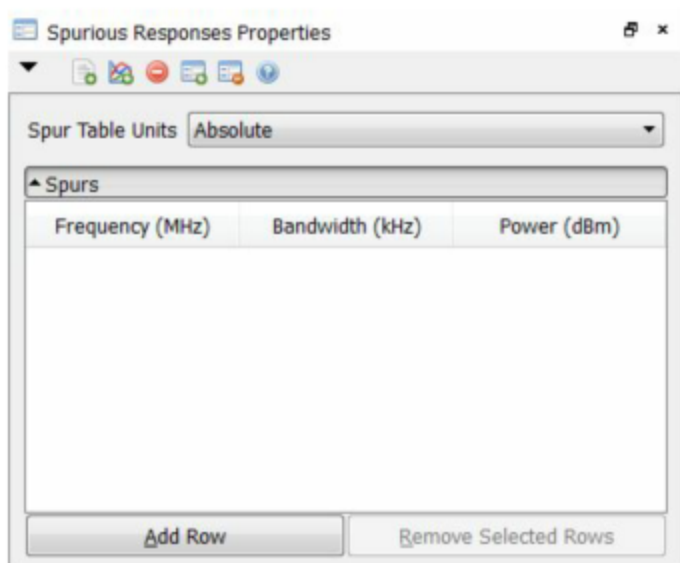 Spurious Responses Properties
Spur Table Units Absolute
Spurs
Frequency (MHz) Bandwidth (kHz) Power (dBm)
Add Row Remove Selected Rows